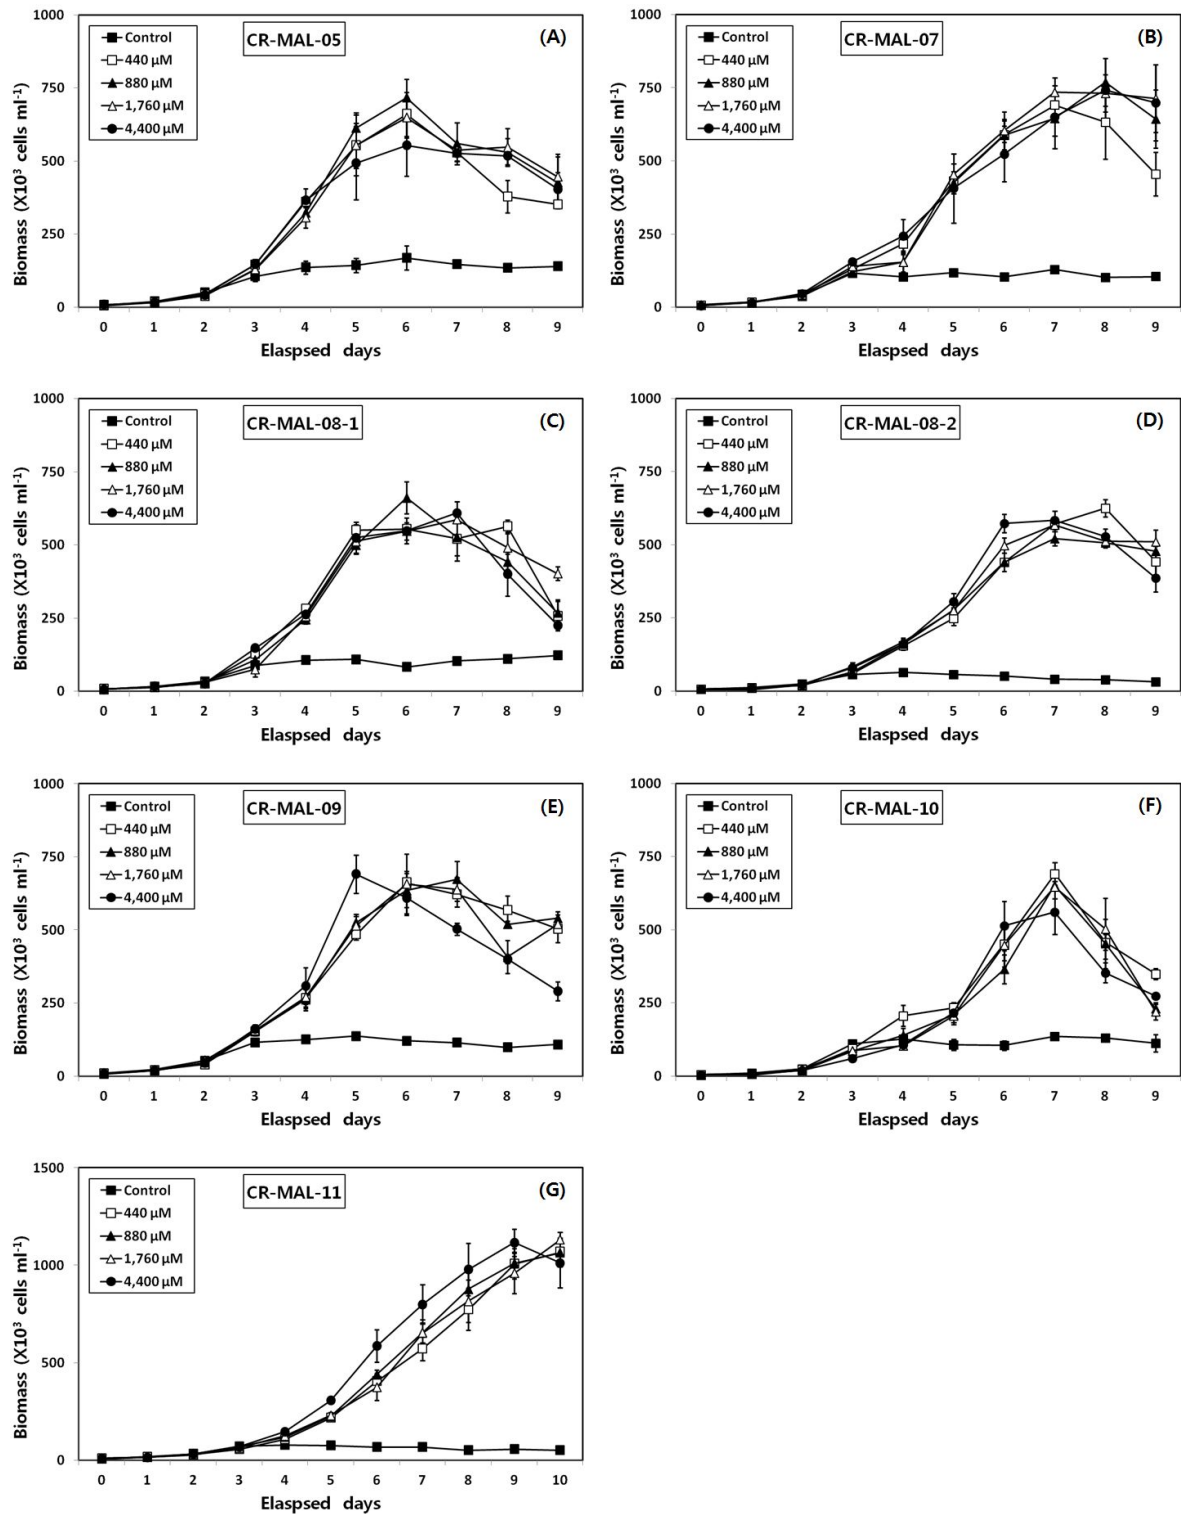 1000
750
500
250
0
Biomass (X10³ cells ml⁻¹)
Control
440 μM
880 μM
1,760 μM
4,400 μM
CR-MAL-05
(A)
0 1 2 3 4 5 6 7 8 9
Elaspsed days
1000
750
500
250
0
Biomass (X10³ cells ml⁻¹)
Control
440 μM
880 μM
1,760 μM
4,400 μM
CR-MAL-07
(B)
0 1 2 3 4 5 6 7 8 9
Elaspsed days
1000
750
500
250
0
Biomass (X10³ cells ml⁻¹)
Control
440 μM
880 μM
1,760 μM
4,400 μM
CR-MAL-08-1
(C)
0 1 2 3 4 5 6 7 8 9
Elaspsed days
1000
750
500
250
0
Biomass (X10³ cells ml⁻¹)
Control
440 μM
880 μM
1,760 μM
4,400 μM
CR-MAL-08-2
(D)
0 1 2 3 4 5 6 7 8 9
Elaspsed days
1000
750
500
250
0
Biomass (X10³ cells ml⁻¹)
Control
440 μM
880 μM
1,760 μM
4,400 μM
CR-MAL-09
(E)
0 1 2 3 4 5 6 7 8 9
Elaspsed days
1000
750
500
250
0
Biomass (X10³ cells ml⁻¹)
Control
440 μM
880 μM
1,760 μM
4,400 μM
CR-MAL-10
(F)
0 1 2 3 4 5 6 7 8 9
Elaspsed days
1500
1000
500
0
Biomass (X10³ cells ml⁻¹)
Control
440 μM
880 μM
1,760 μM
4,400 μM
CR-MAL-11
(G)
0 1 2 3 4 5 6 7 8 9 10
Elaspsed days